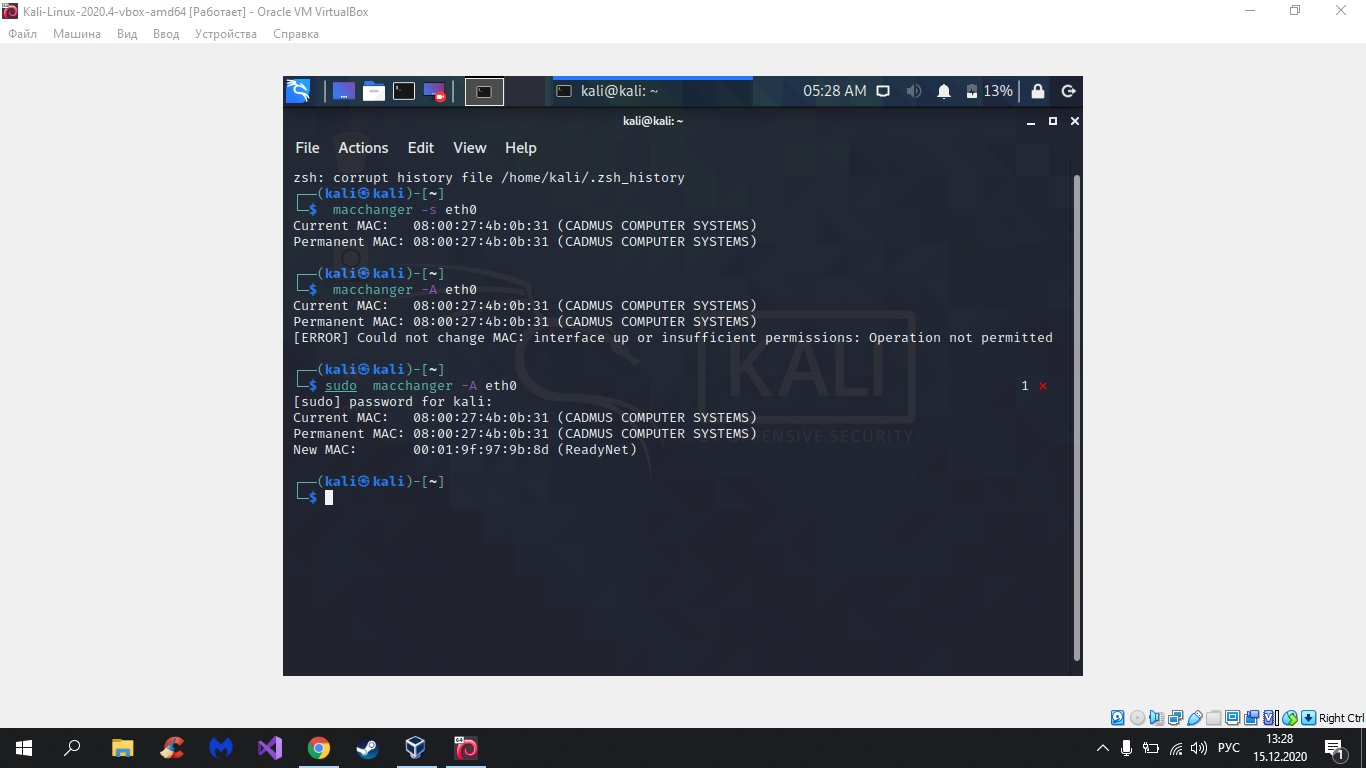 Kali-Linux-2020.4-vbox-amd64 [Работает] - Oracle VM VirtualBox
Файл Машина Вид Ввод Устройства Справка
kali@kali: ~ 05:28 AM 13%
kali@kali: ~
File Actions Edit View Help
zsh: corrupt history file /home/kali/.zsh_history
┌──(kali㉿kali)-[~]
└─$ macchanger -s eth0
Current MAC:   08:00:27:4b:0b:31 (CADMUS COMPUTER SYSTEMS)
Permanent MAC: 08:00:27:4b:0b:31 (CADMUS COMPUTER SYSTEMS)
┌──(kali㉿kali)-[~]
└─$ macchanger -A eth0
Current MAC:   08:00:27:4b:0b:31 (CADMUS COMPUTER SYSTEMS)
Permanent MAC: 08:00:27:4b:0b:31 (CADMUS COMPUTER SYSTEMS)
[ERROR] Could not change MAC: interface up or insufficient permissions: Operation not permitted
┌──(kali㉿kali)-[~]
└─$ sudo macchanger -A eth0 1 ⨯
[sudo] password for kali:
Current MAC:   08:00:27:4b:0b:31 (CADMUS COMPUTER SYSTEMS)
Permanent MAC: 08:00:27:4b:0b:31 (CADMUS COMPUTER SYSTEMS)
New MAC:       00:01:9f:97:9b:8d (ReadyNet)
┌──(kali㉿kali)-[~]
└─$
KALI
Right Ctrl
РУС 13:28
15.12.2020 1